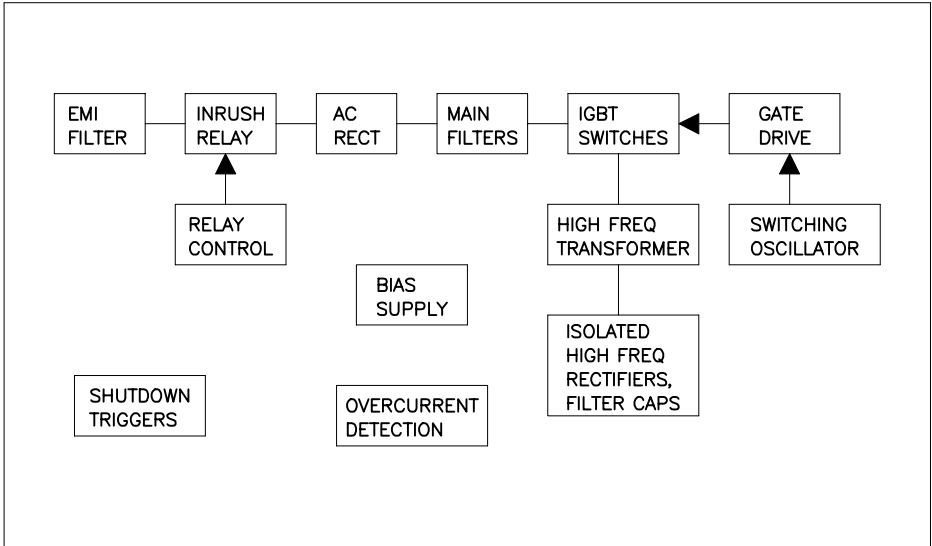 EMI
FILTER
INRUSH
RELAY
AC
RECT
MAIN
FILTERS
IGBT
SWITCHES
GATE
DRIVE
RELAY
CONTROL
HIGH FREQ
TRANSFORMER
SWITCHING
OSCILLATOR
BIAS
SUPPLY
ISOLATED
HIGH FREQ
RECTIFIERS,
FILTER CAPS
SHUTDOWN
TRIGGERS
OVERCURRENT
DETECTION